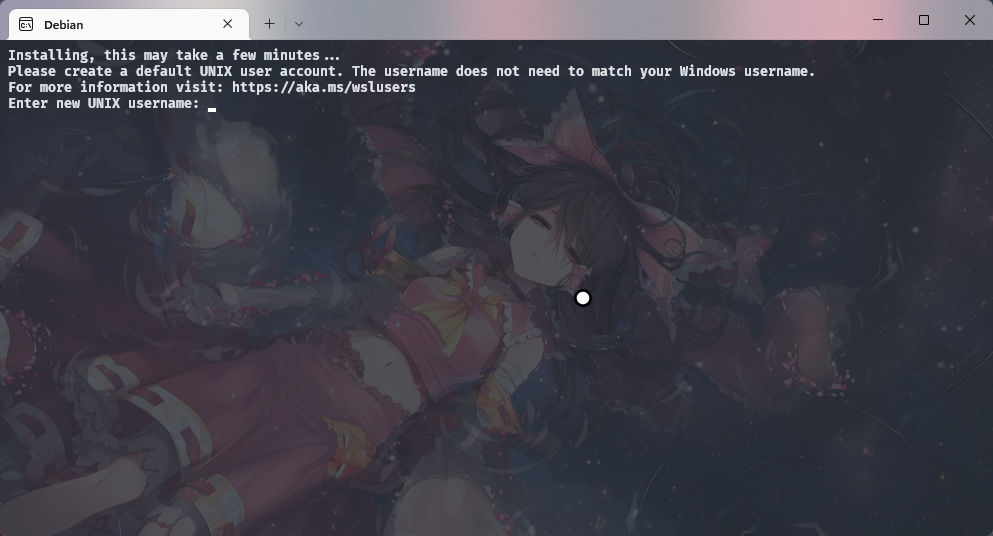 Debian
Installing, this may take a few minutes...
Please create a default UNIX user account. The username does not need to match your Windows username.
For more information visit: https://aka.ms/wslusers
Enter new UNIX username: